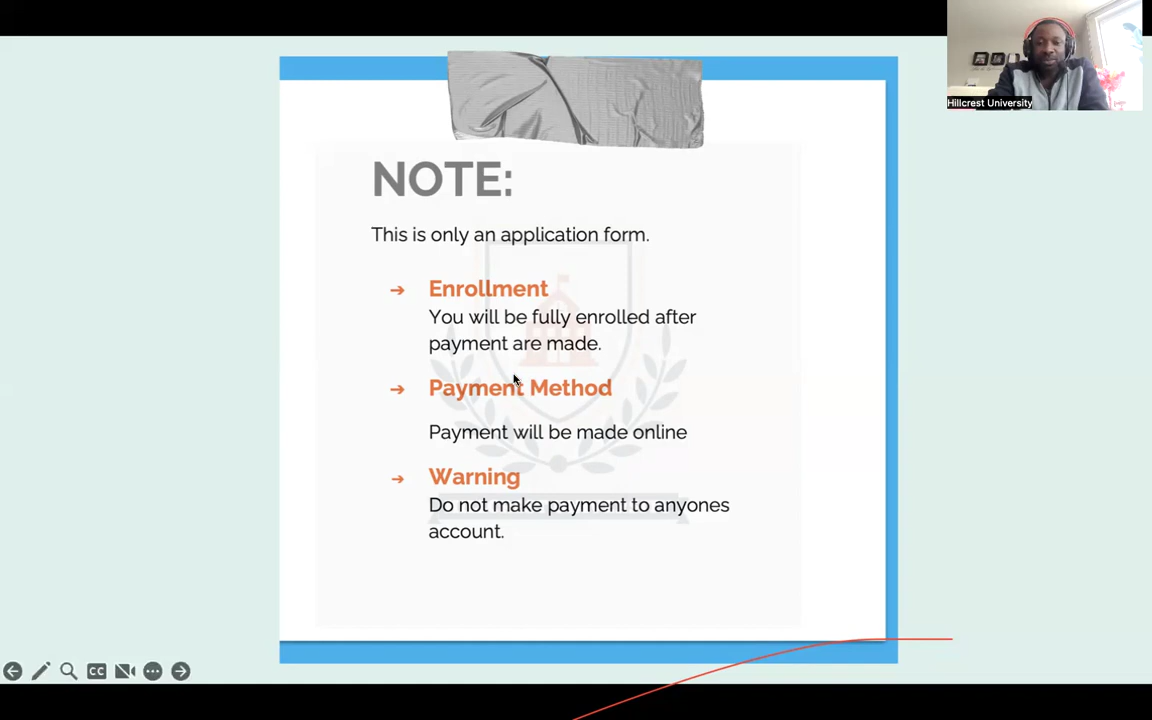 Hillcrest University
NOTE:
This is only an application form.
→ Enrollment
You will be fully enrolled after
payment are made.
→ Payment Method
Payment will be made online
→ Warning
Do not make payment to anyones
account.
CC